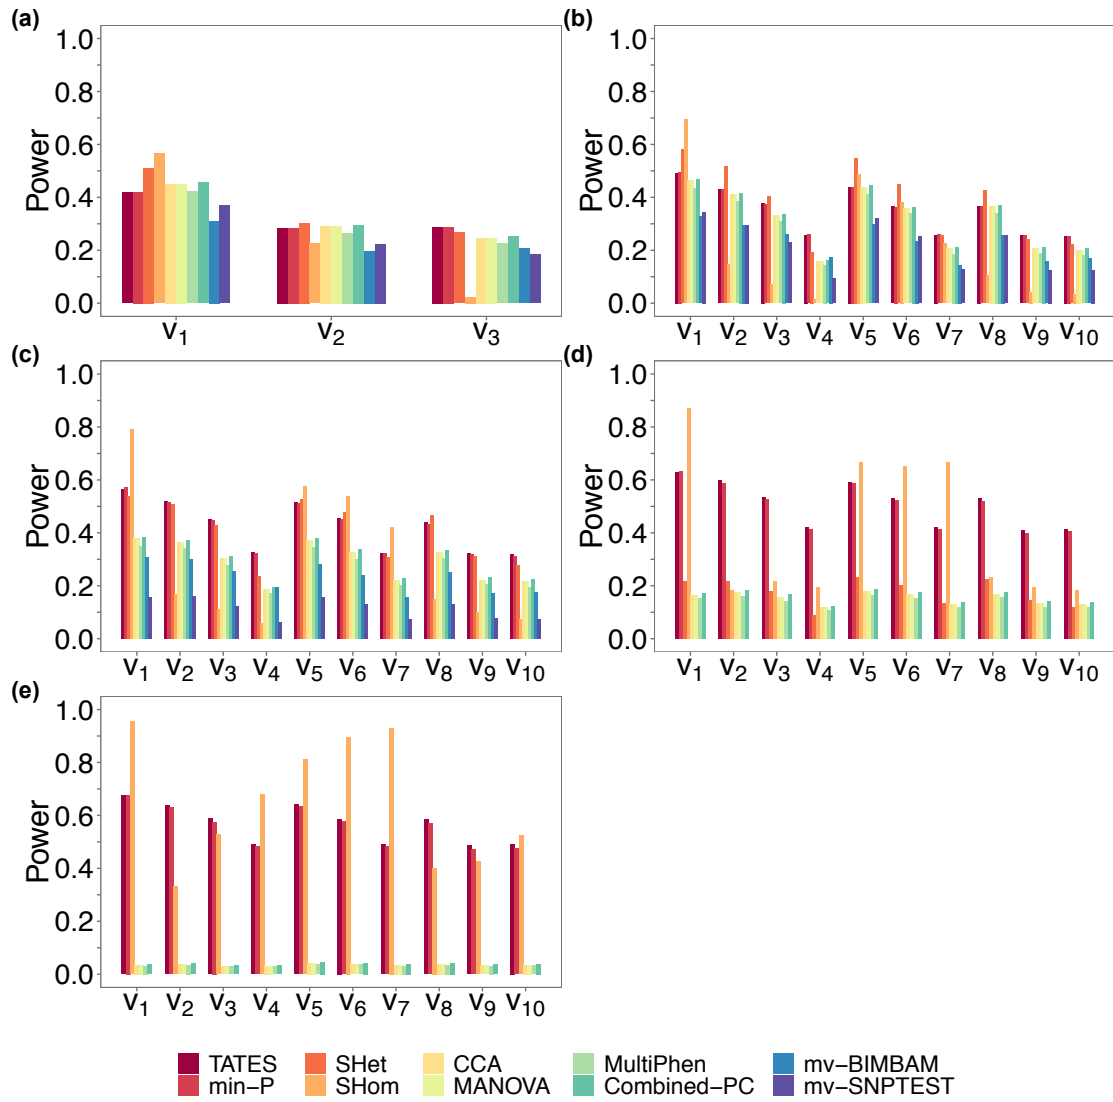 (a)
Power
1.0
0.8
0.6
0.4
0.2
0.0
v1 v2 v3
(b)
Power
1.0
0.8
0.6
0.4
0.2
0.0
v1 v2 v3 v4 v5 v6 v7 v8 v9 v10
(c)
Power
1.0
0.8
0.6
0.4
0.2
0.0
v1 v2 v3 v4 v5 v6 v7 v8 v9 v10
(d)
Power
1.0
0.8
0.6
0.4
0.2
0.0
v1 v2 v3 v4 v5 v6 v7 v8 v9 v10
(e)
Power
1.0
0.8
0.6
0.4
0.2
0.0
v1 v2 v3 v4 v5 v6 v7 v8 v9 v10
TATES SHet CCA MultiPhen mv−BIMBAM
min−P SHom MANOVA Combined−PC mv−SNPTEST